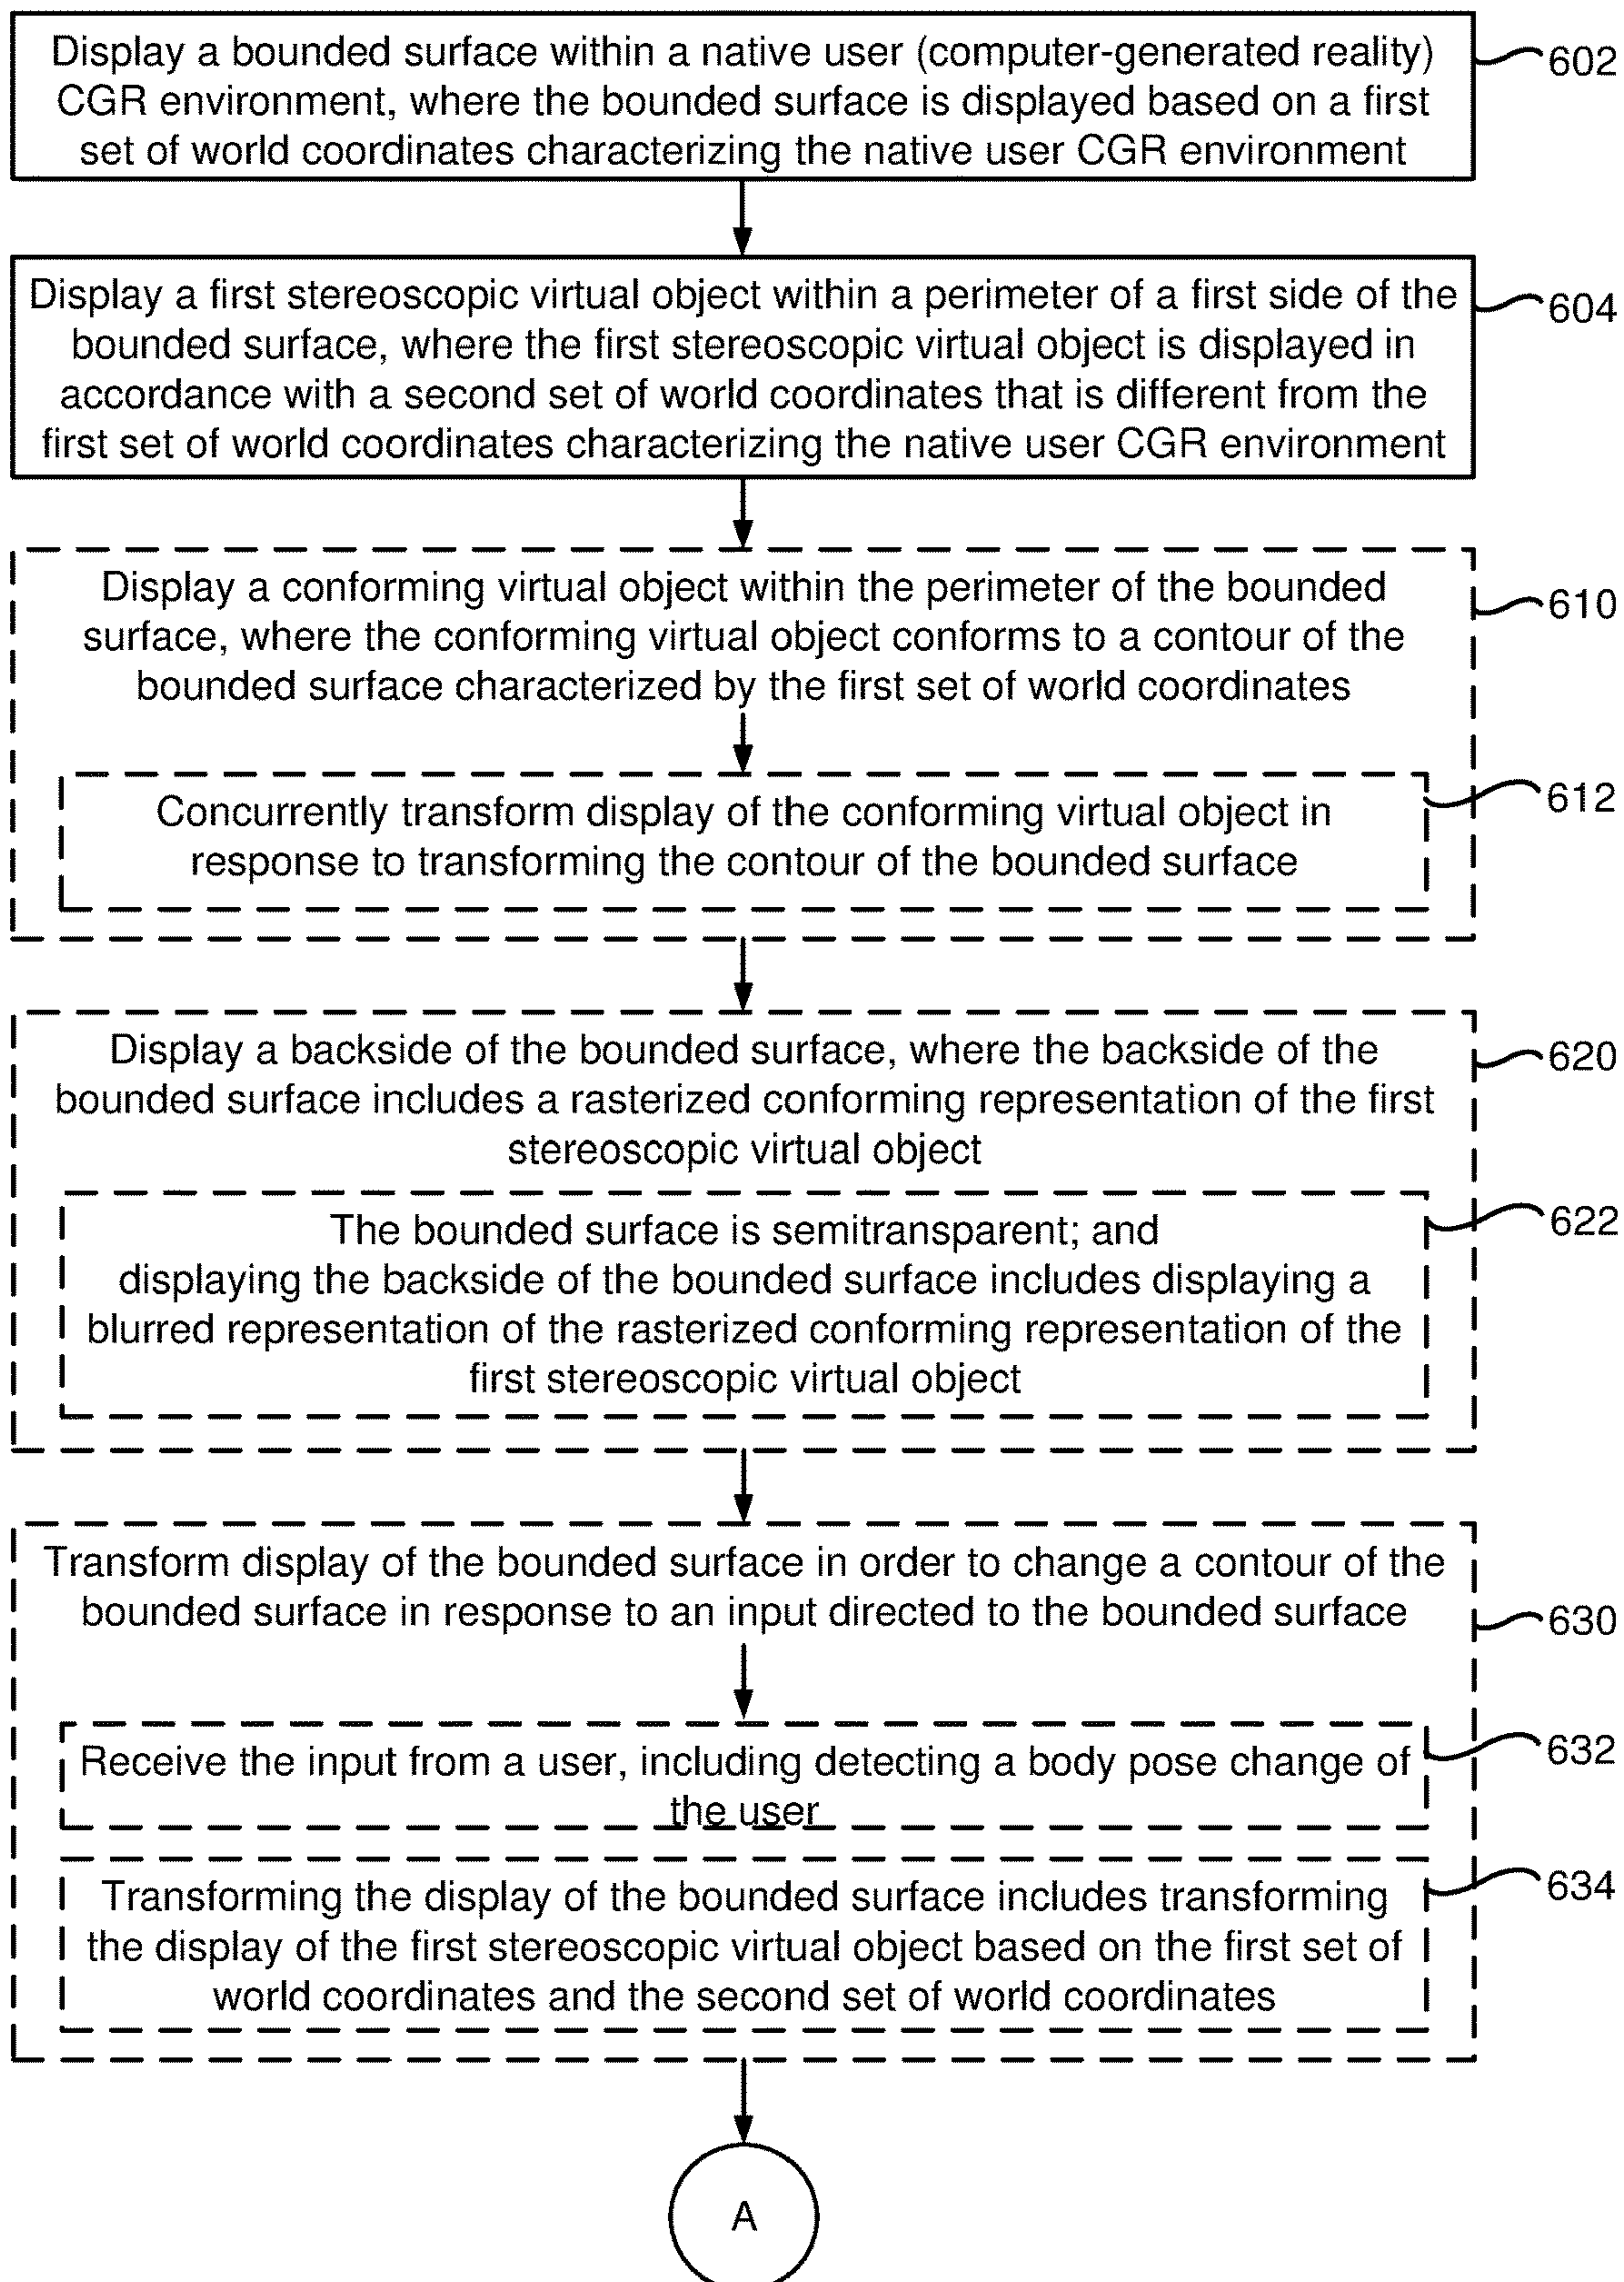 Display a bounded surface within a native user (computer-generated reality)
CGR environment, where the bounded surface is displayed based on a first
set of world coordinates characterizing the native user CGR environment
602
Display a first stereoscopic virtual object within a perimeter of a first side of the
bounded surface, where the first stereoscopic virtual object is displayed in
accordance with a second set of world coordinates that is different from the
first set of world coordinates characterizing the native user CGR environment
604
Display a conforming virtual object within the perimeter of the bounded
surface, where the conforming virtual object conforms to a contour of the
bounded surface characterized by the first set of world coordinates
610
Concurrently transform display of the conforming virtual object in
response to transforming the contour of the bounded surface
612
Display a backside of the bounded surface, where the backside of the
bounded surface includes a rasterized conforming representation of the first
stereoscopic virtual object
620
The bounded surface is semitransparent; and
displaying the backside of the bounded surface includes displaying a
blurred representation of the rasterized conforming representation of the
first stereoscopic virtual object
622
Transform display of the bounded surface in order to change a contour of the
bounded surface in response to an input directed to the bounded surface
630
Receive the input from a user, including detecting a body pose change of
the user
632
Transforming the display of the bounded surface includes transforming
the display of the first stereoscopic virtual object based on the first set of
world coordinates and the second set of world coordinates
634
A